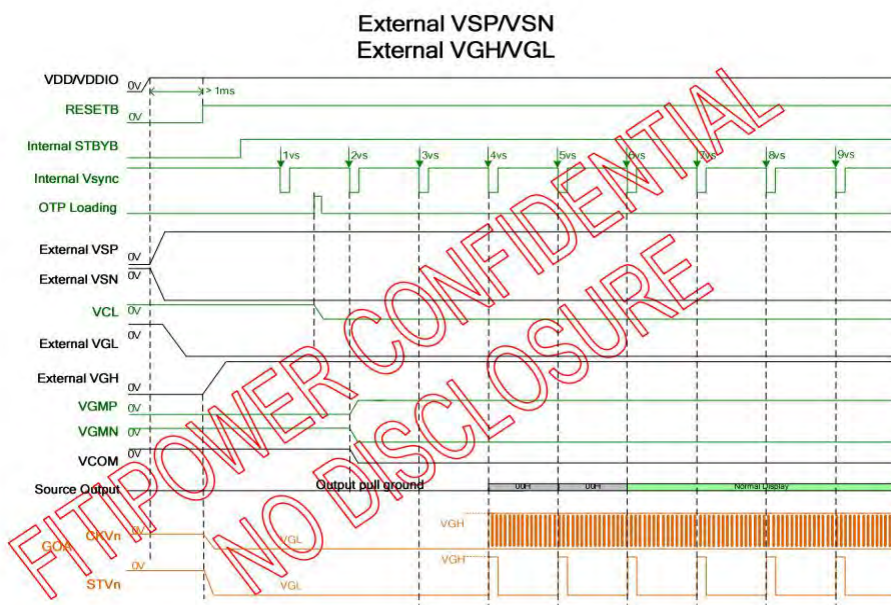 External VSP/VSN
External VGH/VGL
VDD/VDDIO 0V
> 1ms
RESETB 0V
Internal STBYB
1vs 2vs 3vs 4vs 5vs 6vs 7vs 8vs 9vs
Internal Vsync
OTP Loading
External VSP 0V
External VSN 0V
VCL 0V
External VGL 0V
External VGH 0V
VGMP 0V
VGMN 0V
VCOM 0V
Source Output Output pull ground 00H 00H Normal Display
GOA
CKVn 0V VGL VGH
STVn 0V VGL VGH
FITIPOWER CONFIDENTIAL
NO DISCLOSURE